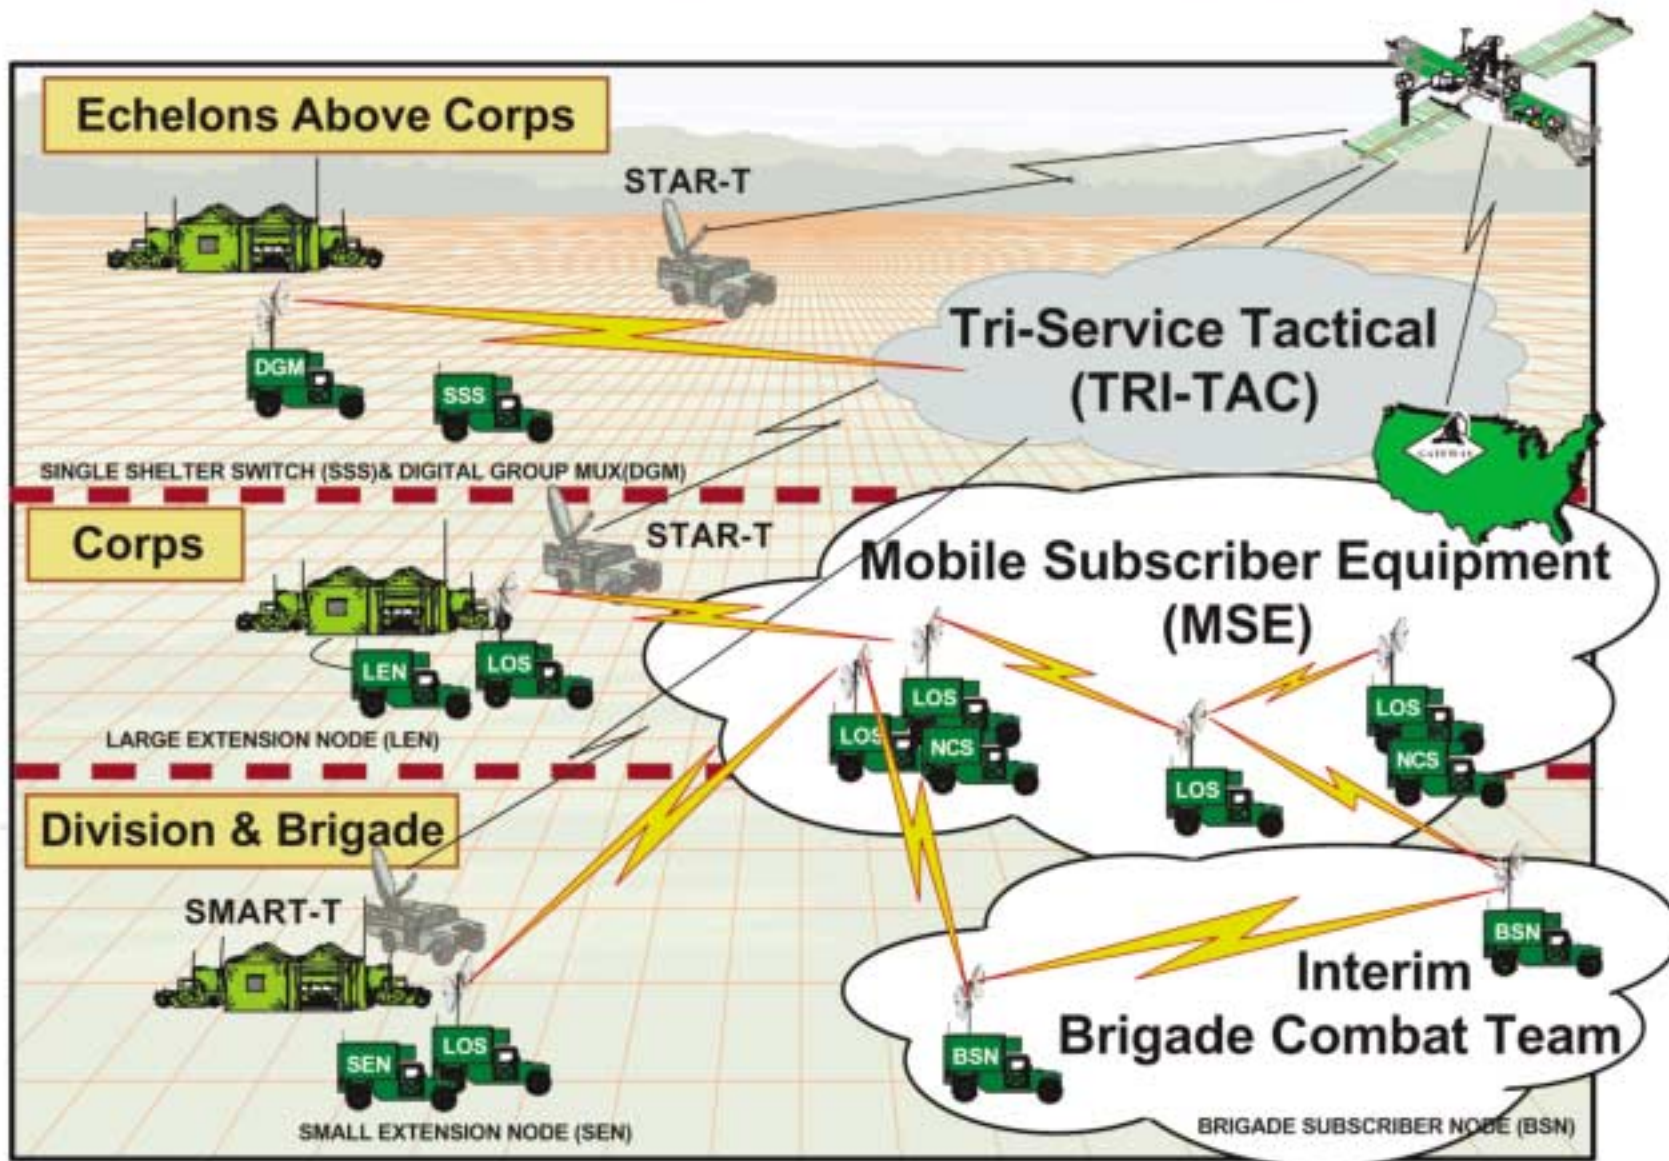 Echelons Above Corps
STAR-T
DGM
SSS
Tri-Service Tactical
(TRI-TAC)
GATEWAY
SINGLE SHELTER SWITCH (SSS)& DIGITAL GROUP MUX(DGM)
Corps
STAR-T
Mobile Subscriber Equipment
(MSE)
LEN
LOS
LARGE EXTENSION NODE (LEN)
LOS
LOS
NCS
LOS
LOS
NCS
Division & Brigade
SMART-T
SEN
LOS
SMALL EXTENSION NODE (SEN)
BSN
Interim
Brigade Combat Team
BSN
BRIGADE SUBSCRIBER NODE (BSN)